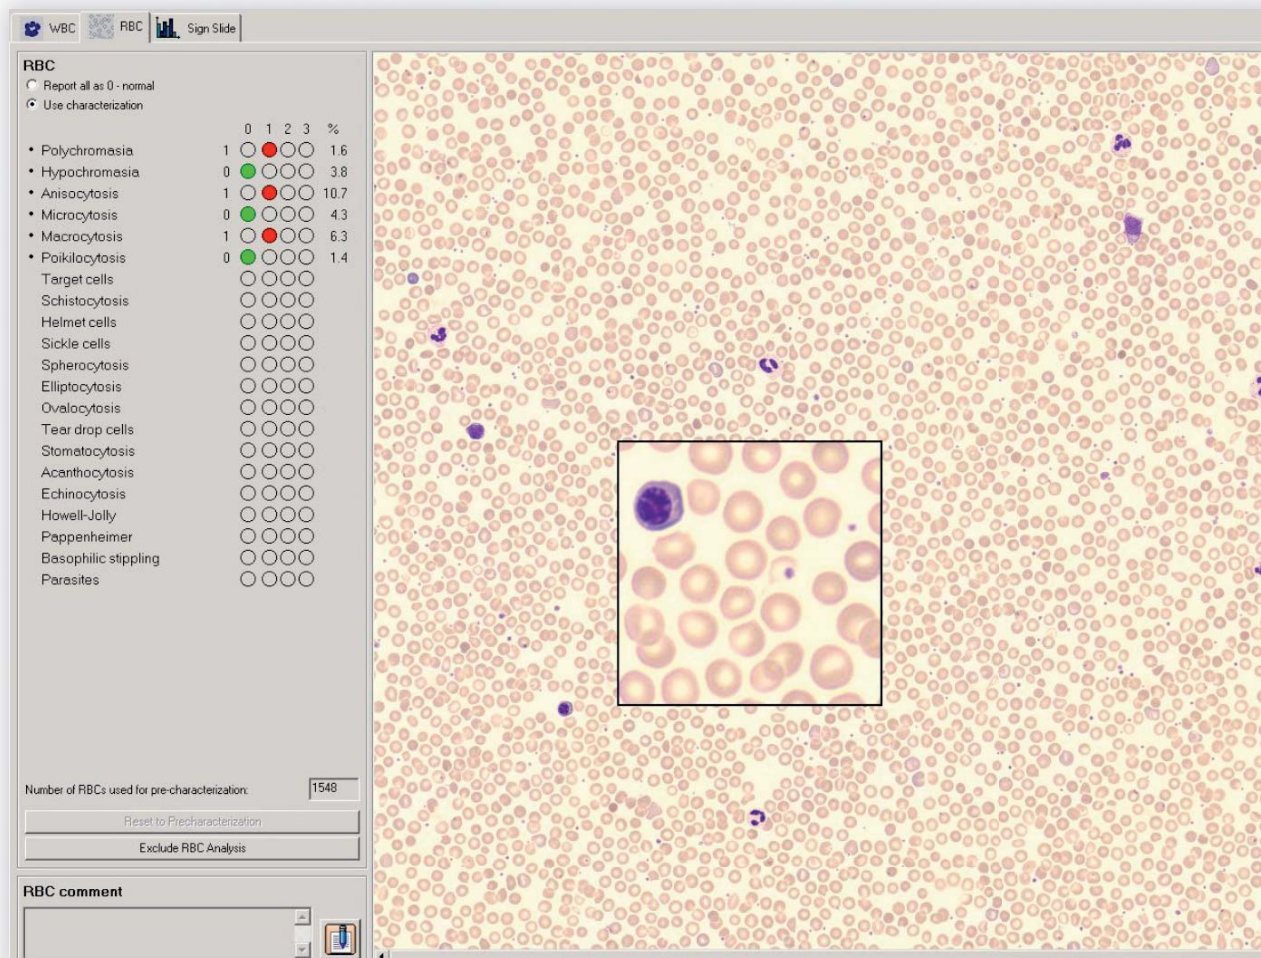 WBC RBC Sign Slide
RBC
Report all as 0 - normal
Use characterization
0 1 2 3 %
• Polychromasia 1 1.6
• Hypochromasia 0 3.8
• Anisocytosis 1 10.7
• Microcytosis 0 4.3
• Macrocytosis 1 6.3
• Poikilocytosis 0 1.4
Target cells
Schistocytosis
Helmet cells
Sickle cells
Spherocytosis
Elliptocytosis
Ovalocytosis
Tear drop cells
Stomatocytosis
Acanthocytosis
Echinocytosis
Howell-Jolly
Pappenheimer
Basophilic stippling
Parasites
Number of RBCs used for pre-characterization: 1548
Reset to Precharacterization
Exclude RBC Analysis
RBC comment